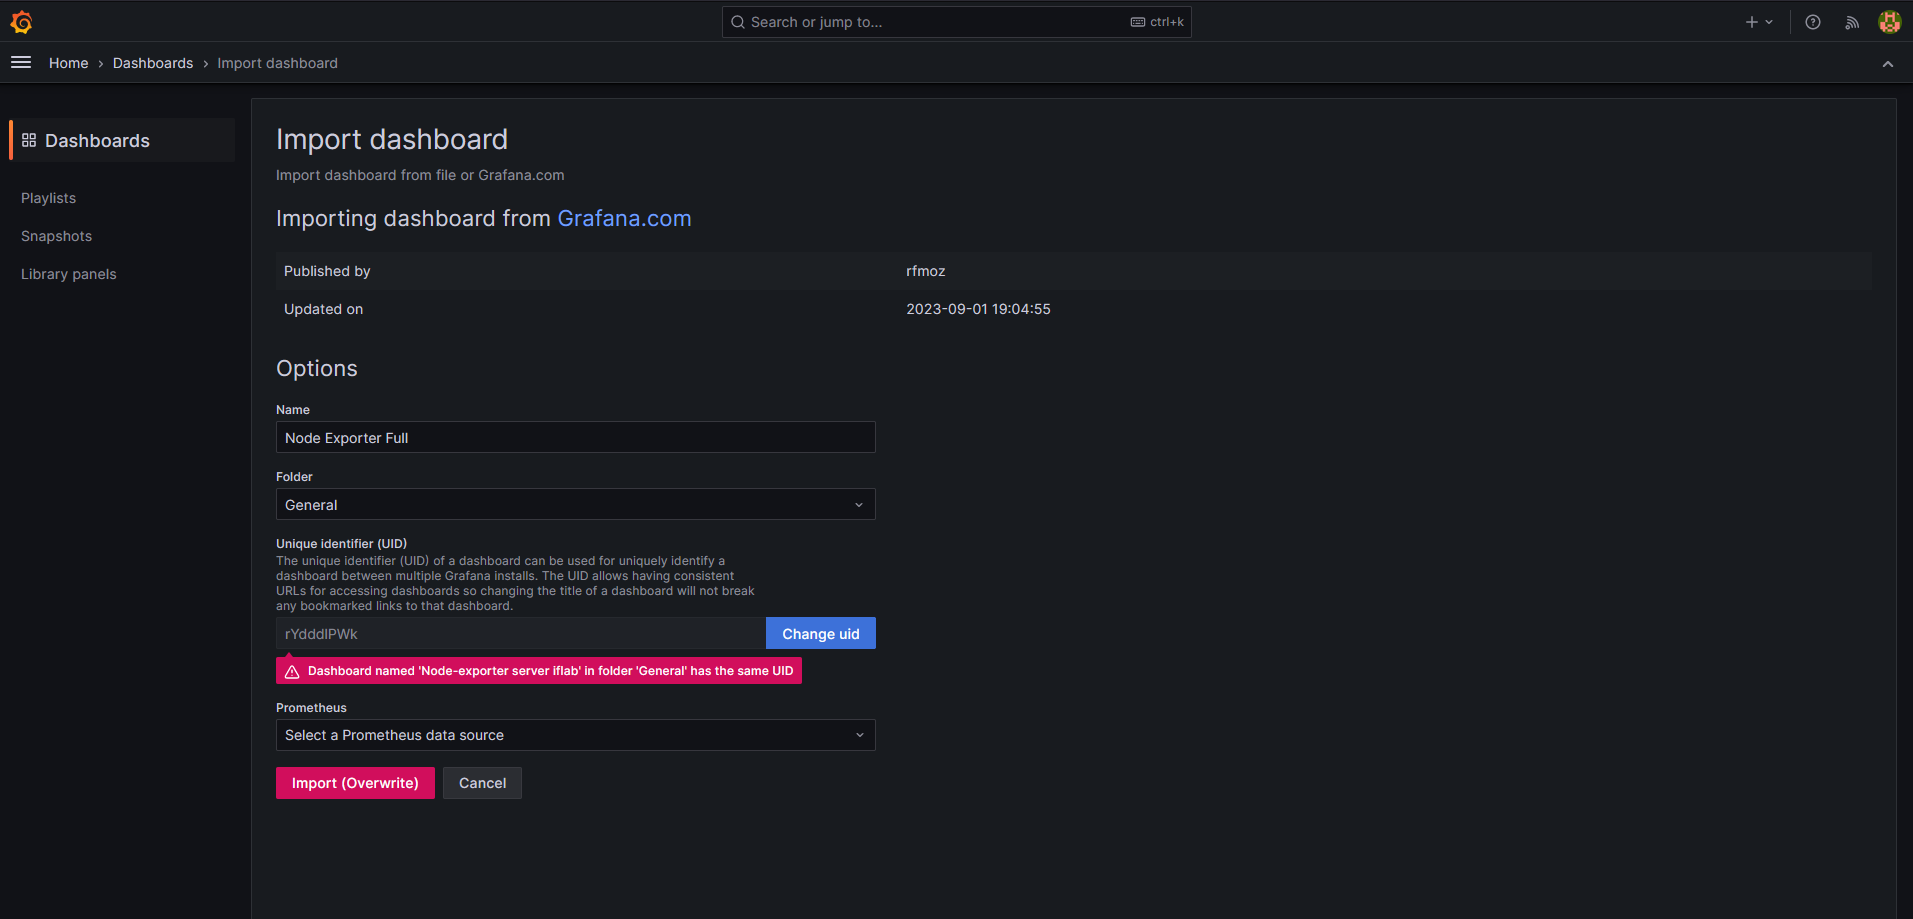 Search or jump to...
ctrl+k
Home
Dashboards
Import dashboard
Dashboards
Playlists
Snapshots
Library panels
Import dashboard
Import dashboard from file or Grafana.com
Importing dashboard from Grafana.com
Published by
rfmoz
Updated on
2023-09-01 19:04:55
Options
Name
Node Exporter Full
Folder
General
Unique identifier (UID)
The unique identifier (UID) of a dashboard can be used for uniquely identify a
dashboard between multiple Grafana installs. The UID allows having consistent
URLs for accessing dashboards so changing the title of a dashboard will not break
any bookmarked links to that dashboard.
rYdddlPWk
Change uid
Dashboard named 'Node-exporter server iflab' in folder 'General' has the same UID
Prometheus
Select a Prometheus data source
Import (Overwrite)
Cancel